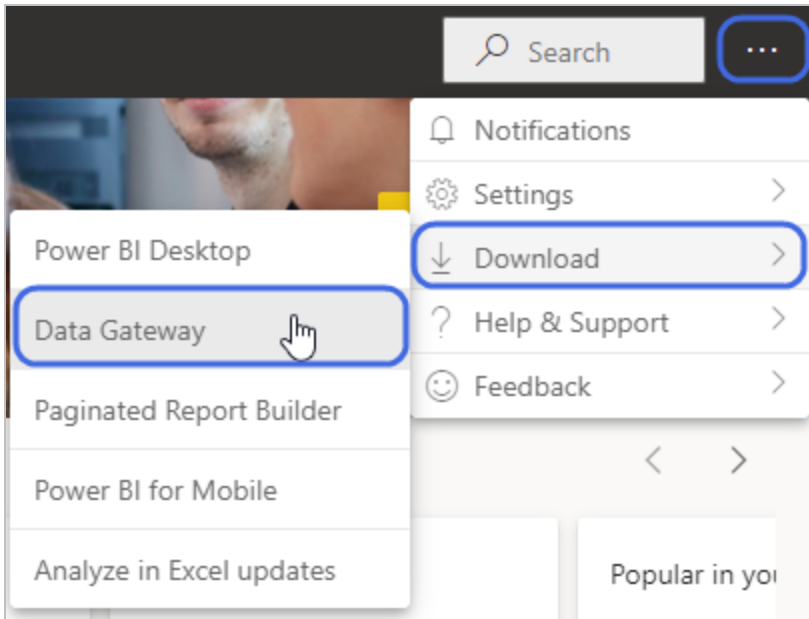 Search
...
Notifications
Settings
Download
Help & Support
Feedback
Power BI Desktop
Data Gateway
Paginated Report Builder
Power BI for Mobile
Analyze in Excel updates
Popular in